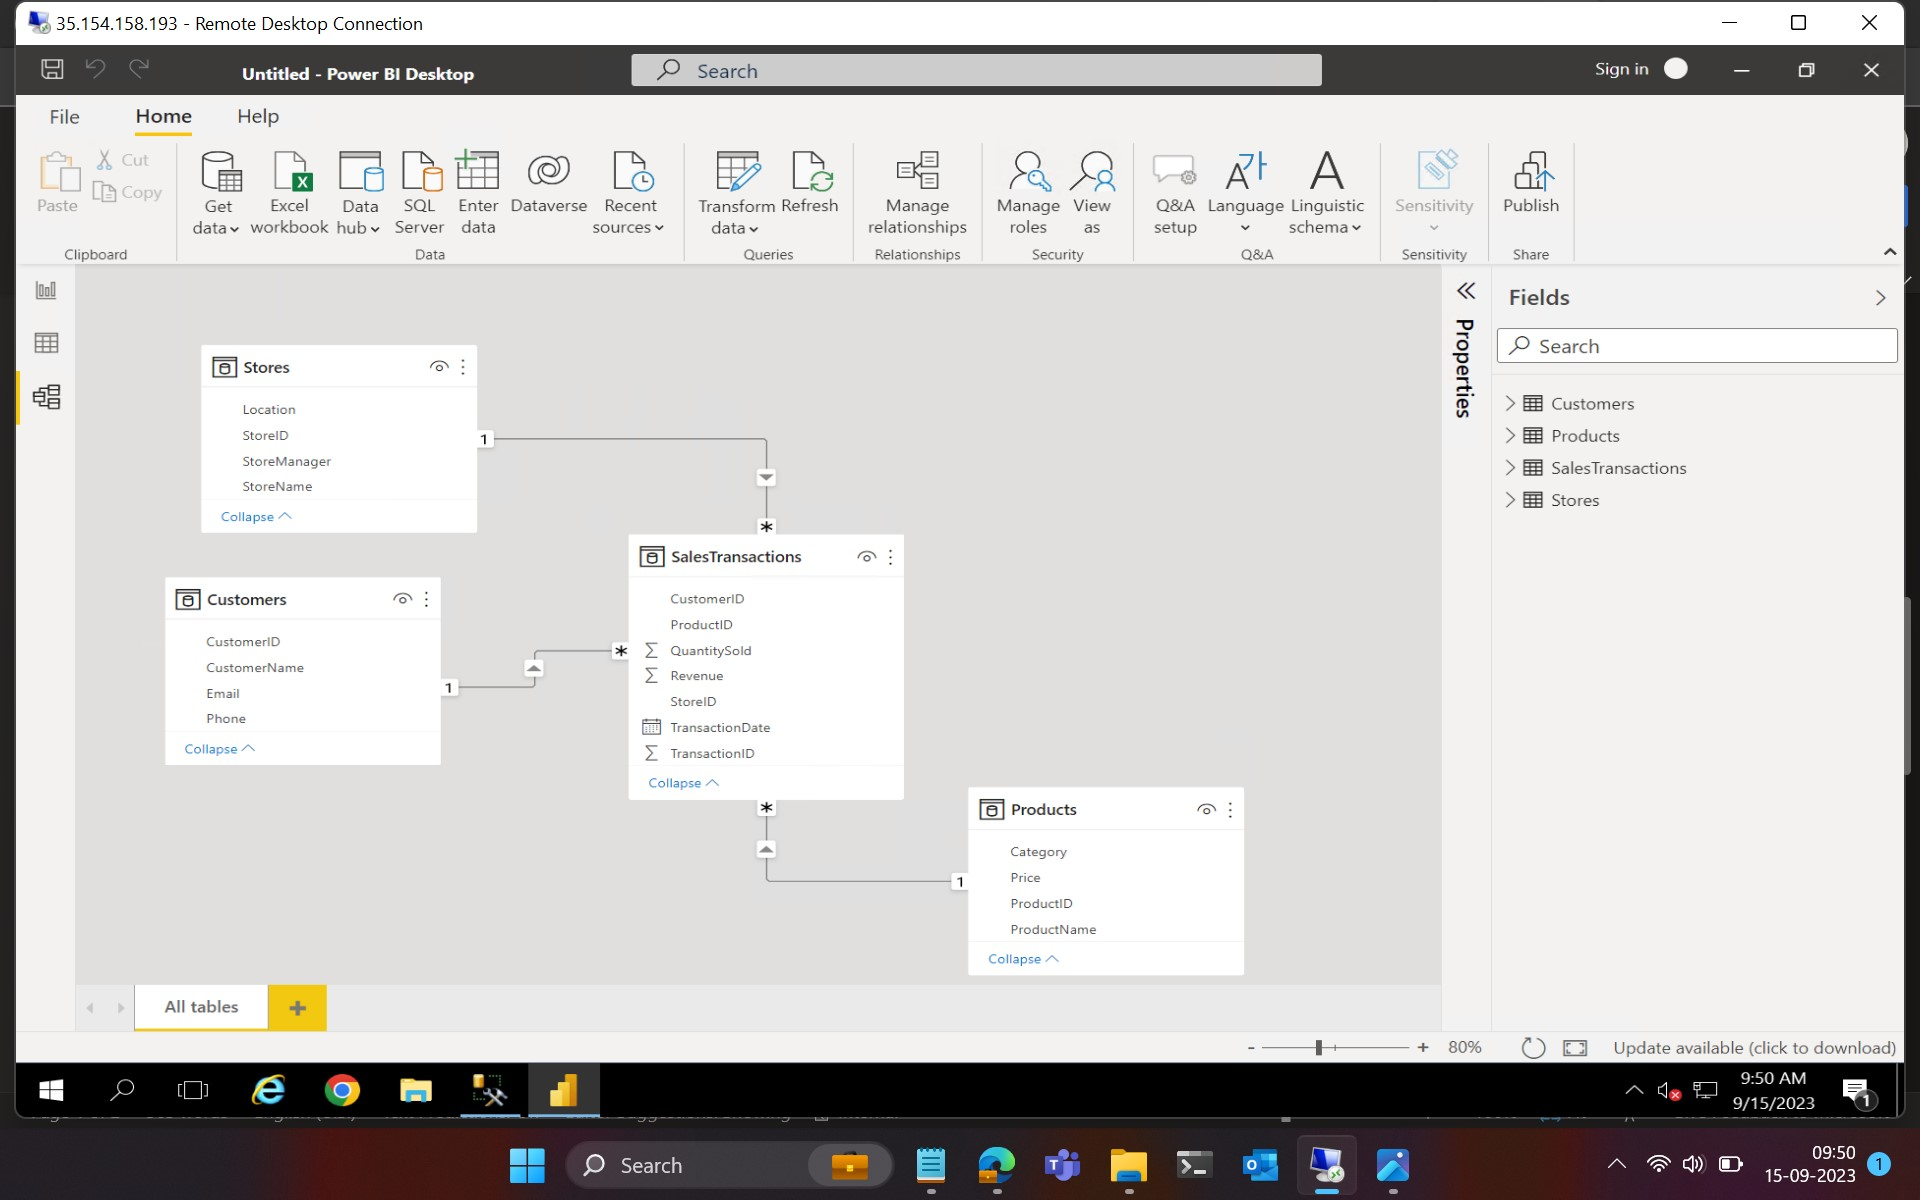 35.154.158.193 - Remote Desktop Connection
Untitled - Power BI Desktop
Search
Sign in
File
Home
Help
Paste
Cut
Copy
Get data
Excel workbook
Data hub
SQL Server
Enter data
Dataverse
Recent sources
Transform data
Refresh
Manage relationships
Manage roles
View as
Q&A setup
Language
Linguistic schema
Sensitivity
Publish
Clipboard
Data
Queries
Relationships
Security
Q&A
Sensitivity
Share
Stores
Location
StoreID
StoreManager
StoreName
Collapse
1
*
Customers
CustomerID
CustomerName
Email
Phone
Collapse
1
*
SalesTransactions
CustomerID
ProductID
QuantitySold
Revenue
StoreID
TransactionDate
TransactionID
Collapse
*
1
Products
Category
Price
ProductID
ProductName
Collapse
Properties
Fields
Search
Customers
Products
SalesTransactions
Stores
All tables
- + 80%
Update available (click to download)
9:50 AM
9/15/2023
1
Search
09:50
15-09-2023
1